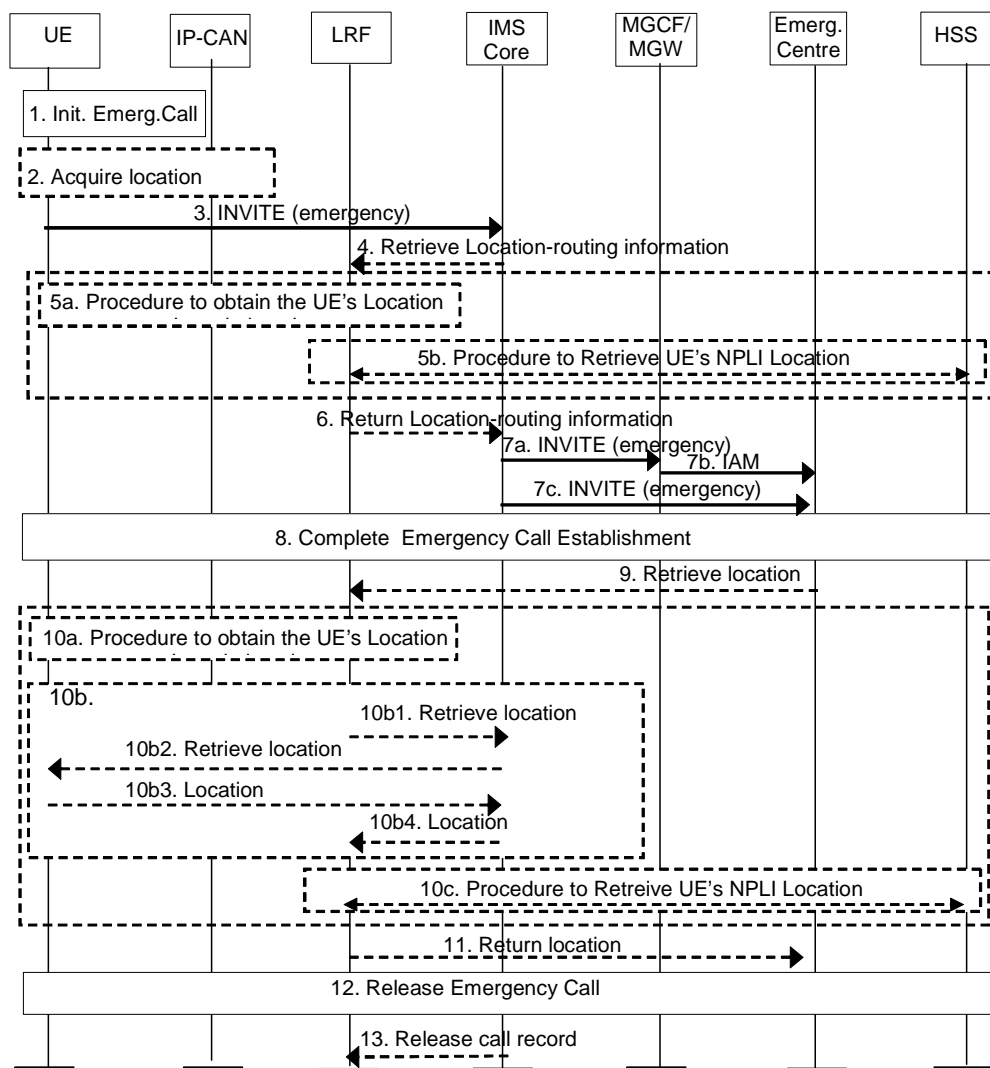 UE
IP-CAN
LRF
IMS
Core
MGCF/
MGW
Emerg.
Centre
HSS
1. Init. Emerg.Call
2. Acquire location
3. INVITE (emergency)
4. Retrieve Location-routing information
5a. Procedure to obtain the UE's Location
5b. Procedure to Retrieve UE's NPLI Location
6. Return Location-routing information
7a. INVITE (emergency)
7b. IAM
7c. INVITE (emergency)
8. Complete Emergency Call Establishment
9. Retrieve location
10a. Procedure to obtain the UE's Location
10b.
10b1. Retrieve location
10b2. Retrieve location
10b3. Location
10b4. Location
10c. Procedure to Retreive UE's NPLI Location
11. Return location
12. Release Emergency Call
13. Release call record